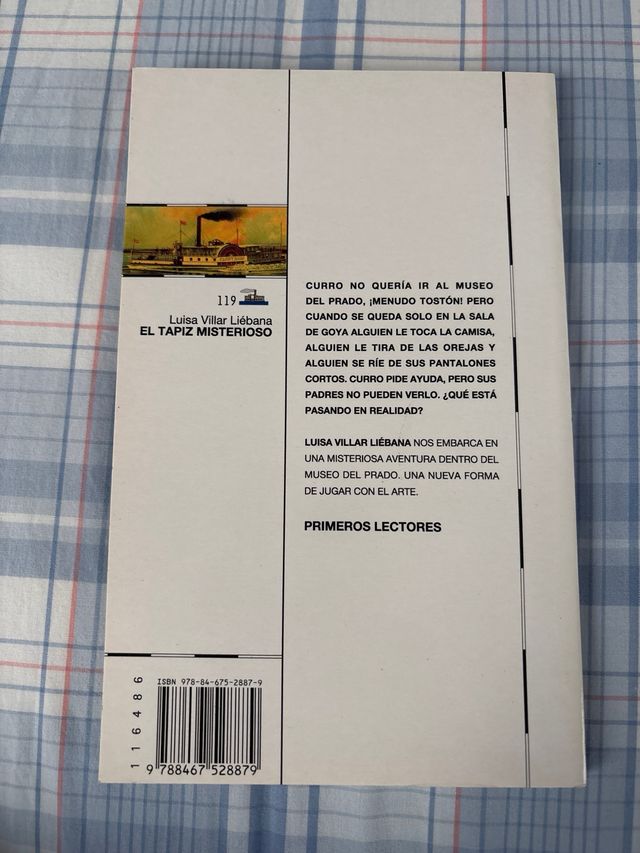 119
Luisa Villar Liébana
EL TAPIZ MISTERIOSO
CURRO NO QUERÍA IR AL MUSEO
DEL PRADO, ¡MENUDO TOSTÓN! PERO
CUANDO SE QUEDA SOLO EN LA SALA
DE GOYA ALGUIEN LE TOCA LA CAMISA,
ALGUIEN LE TIRA DE LAS OREJAS Y
ALGUIEN SE RÍE DE SUS PANTALONES
CORTOS. CURRO PIDE AYUDA, PERO SUS
PADRES NO PUEDEN VERLO. ¿QUÉ ESTÁ
PASANDO EN REALIDAD?
LUISA VILLAR LIÉBANA NOS EMBARCA EN
UNA MISTERIOSA AVENTURA DENTRO DEL
MUSEO DEL PRADO. UNA NUEVA FORMA
DE JUGAR CON EL ARTE.
PRIMEROS LECTORES
ISBN 978-84-675-2887-9
116486
9 788467 528879